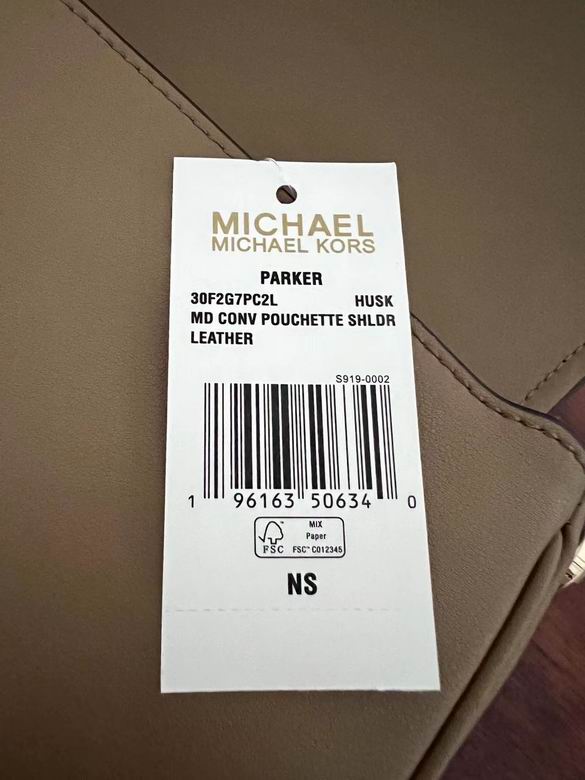 MICHAEL
MICHAEL KORS
PARKER
30F2G7PC2L HUSK
MD CONV POUCHETTE SHLDR
LEATHER
S919-0002
1 96163 50634 0
MIX
Paper
FSC FSC™ C012345
NS